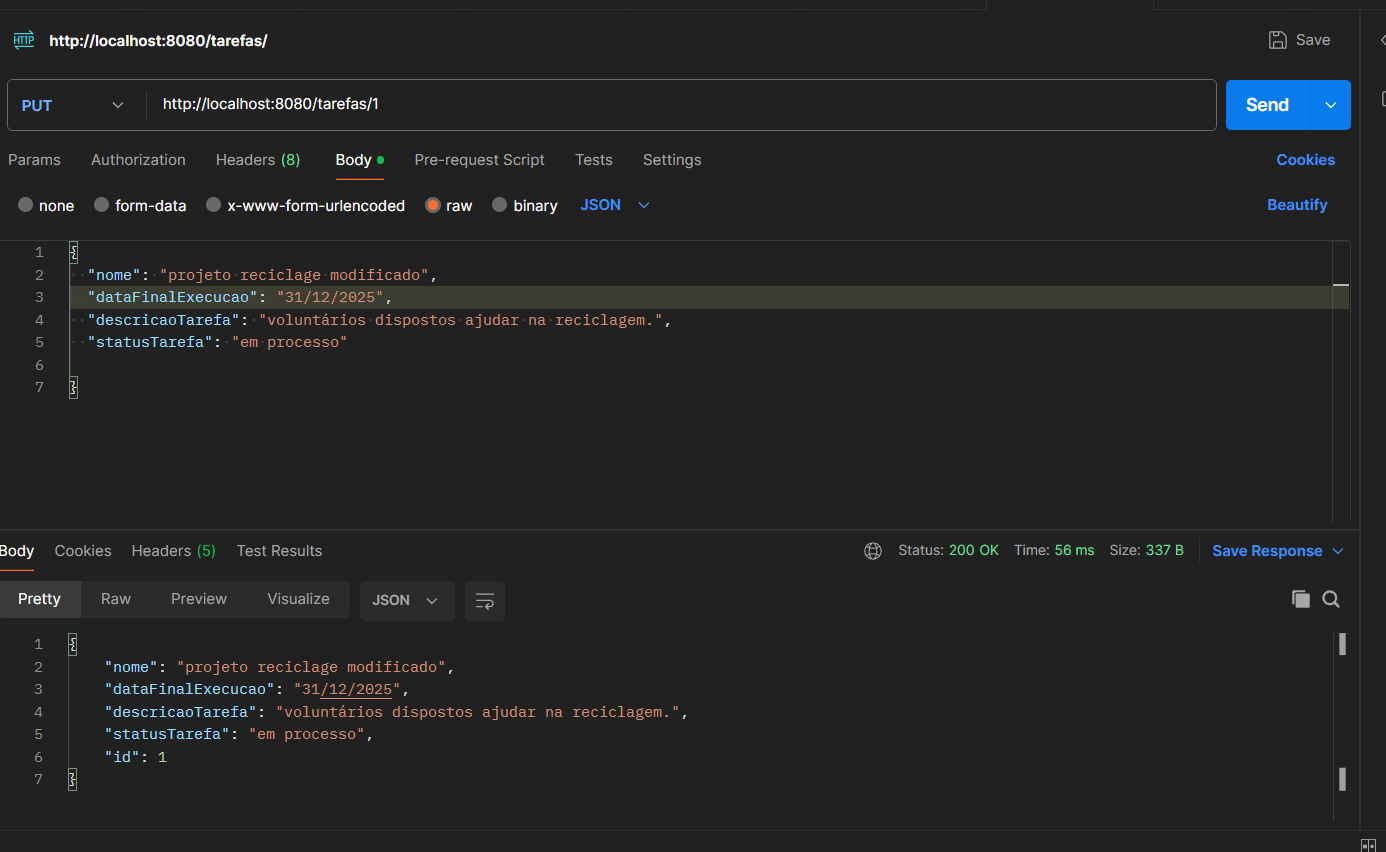 HTTP http://localhost:8080/tarefas/ Save
PUT http://localhost:8080/tarefas/1 Send
Params Authorization Headers (8) Body Pre-request Script Tests Settings Cookies
none form-data x-www-form-urlencoded raw binary JSON Beautify
1 {
2 "nome": "projeto reciclage modificado",
3 "dataFinalExecucao": "31/12/2025",
4 "descricaoTarefa": "voluntários dispostos ajudar na reciclagem.",
5 "statusTarefa": "em processo"
6
7 }
Body Cookies Headers (5) Test Results Status: 200 OK Time: 56 ms Size: 337 B Save Response
Pretty Raw Preview Visualize JSON
1 {
2 "nome": "projeto reciclage modificado",
3 "dataFinalExecucao": "31/12/2025",
4 "descricaoTarefa": "voluntários dispostos ajudar na reciclagem.",
5 "statusTarefa": "em processo",
6 "id": 1
7 }